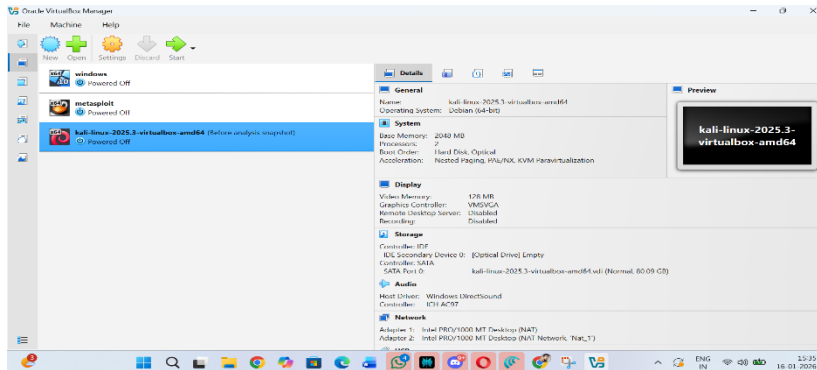 Oracle VirtualBox Manager
File Machine Help
New Open Settings Discard Start
windows
Powered Off
metasploit
Powered Off
kali-linux-2025.3-virtualbox-amd64 (Before analysis snapshot)
Powered Off
Details
General
Name: kali-linux-2025.3-virtualbox-amd64
Operating System: Debian (64-bit)
System
Base Memory: 2048 MB
Processors: 2
Boot Order: Hard Disk, Optical
Acceleration: Nested Paging, PAE/NX, KVM Paravirtualization
Display
Video Memory: 128 MB
Graphics Controller: VMSVGA
Remote Desktop Server: Disabled
Recording: Disabled
Storage
Controller: IDE
IDE Secondary Device 0: [Optical Drive] Empty
Controller: SATA
SATA Port 0: kali-linux-2025.3-virtualbox-amd64.vdi (Normal, 80.09 GB)
Audio
Host Driver: Windows DirectSound
Controller: ICH AC97
Network
Adapter 1: Intel PRO/1000 MT Desktop (NAT)
Adapter 2: Intel PRO/1000 MT Desktop (NAT Network, 'Nat_1')
Preview
kali-linux-2025.3-
virtualbox-amd64
ENG
IN
15:35
16-01-2026